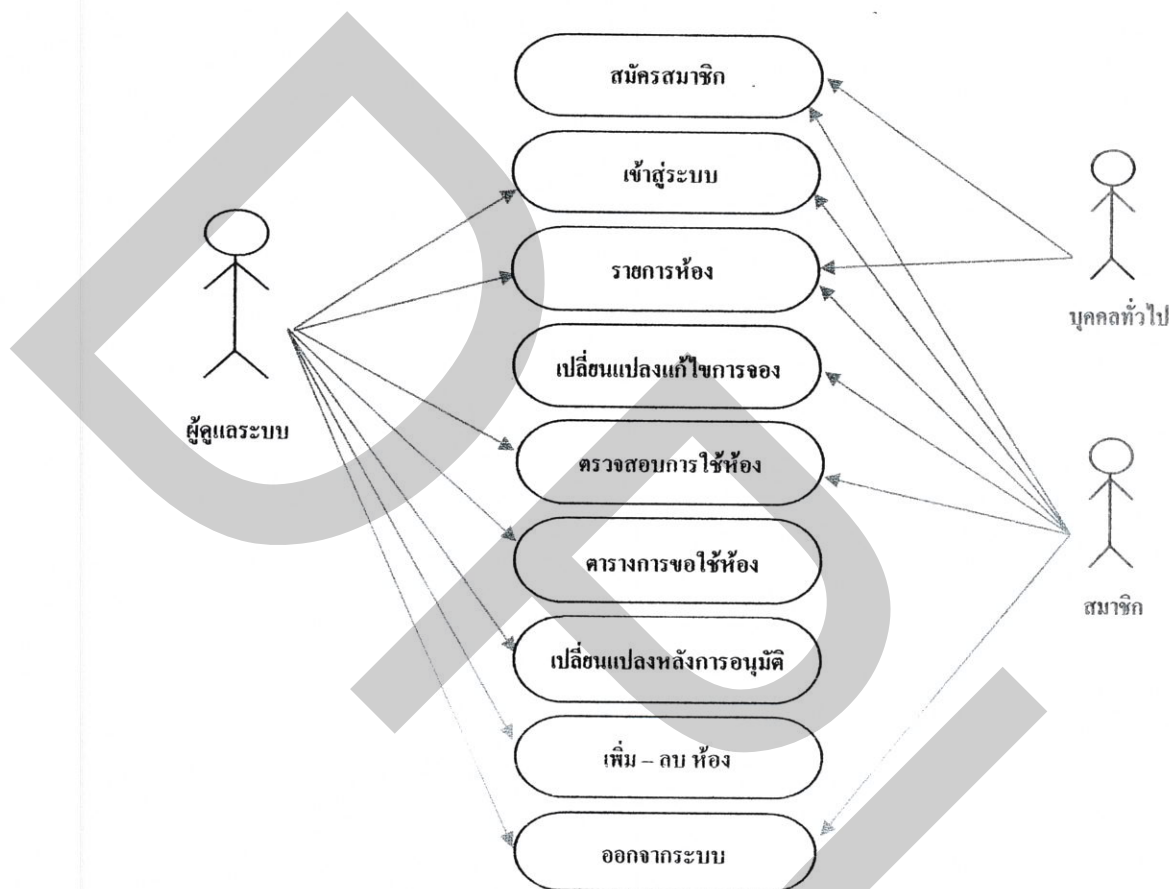 สมัครสมาชิก
เข้าสู่ระบบ
รายการห้อง
บุคคลทั่วไป
เปลี่ยนแปลงแก้ไขการจอง
ผู้ดูแลระบบ
ตรวจสอบการใช้ห้อง
ตารางการขอใช้ห้อง
สมาชิก
เปลี่ยนแปลงหลังการอนุมัติ
เพิ่ม – ลบ ห้อง
ออกจากระบบ